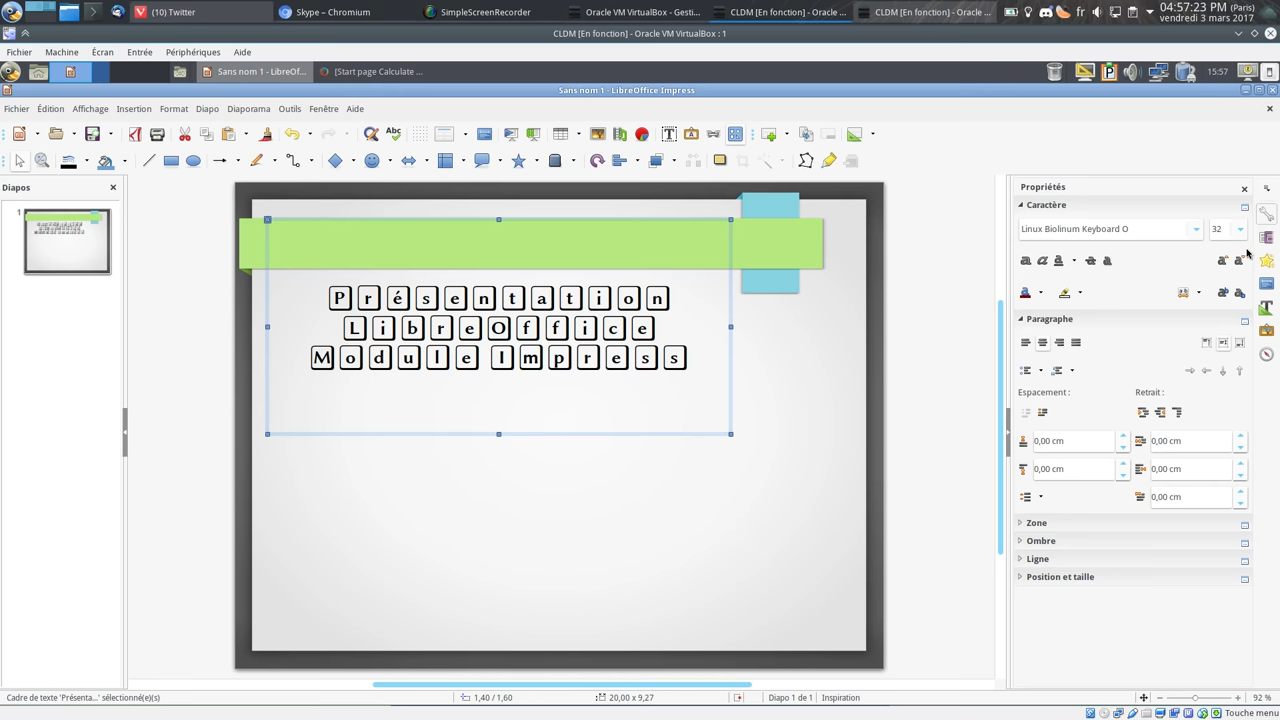 (10) Twitter
Skype – Chromium
SimpleScreenRecorder
Oracle VM VirtualBox - Gesti...
CLDM [En fonction] - Oracle ...
CLDM [En fonction] - Oracle ...
fr
04:57:23 PM (Paris)
vendredi 3 mars 2017
CLDM [En fonction] - Oracle VM VirtualBox : 1
Fichier Machine Écran Entrée Périphériques Aide
Sans nom 1 - LibreOf...
[Start page Calculate ...
15:57
Sans nom 1 - LibreOffice Impress
Fichier Édition Affichage Insertion Format Diapo Diaporama Outils Fenêtre Aide
Diapos
1
Présentation
LibreOffice
Module Impress
Propriétés
Caractère
Linux Biolinum Keyboard O
32
Paragraphe
Espacement :
Retrait :
0,00 cm
0,00 cm
0,00 cm
0,00 cm
0,00 cm
Zone
Ombre
Ligne
Position et taille
Cadre de texte 'Présenta...' sélectionné(e)(s)
1,40 / 1,60
20,00 x 9,27
Diapo 1 de 1
Inspiration
92 %
Touche menu